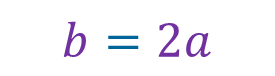 b = 2a